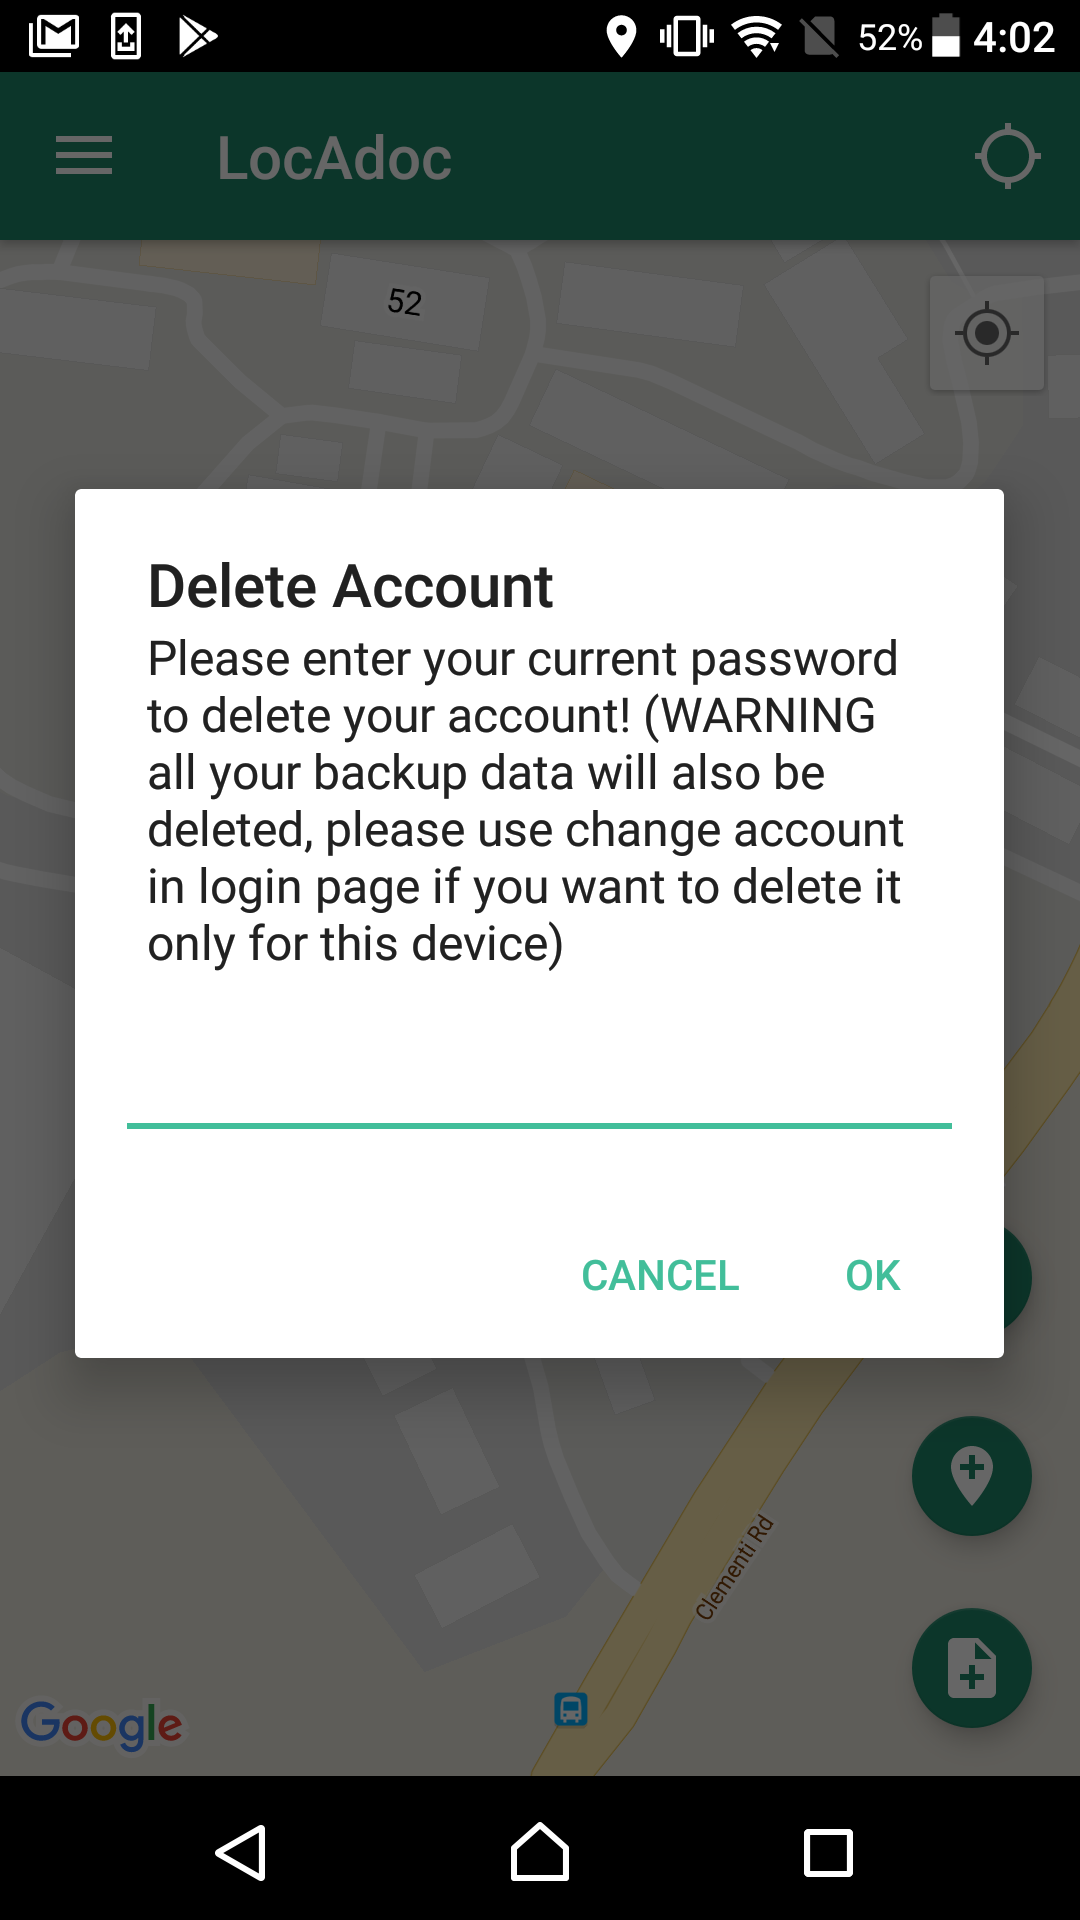 52% 4:02
LocAdoc
52
Delete Account
Please enter your current password
to delete your account! (WARNING
all your backup data will also be
deleted, please use change account
in login page if you want to delete it
only for this device)
CANCEL OK
Clementi Rd
Google